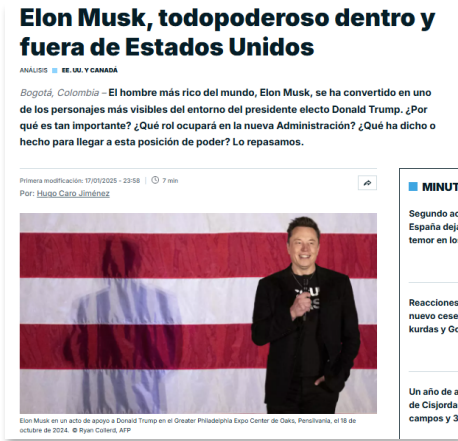 Elon Musk, todopoderoso dentro y
fuera de Estados Unidos
ANÁLISIS EE. UU. Y CANADÁ
Bogotá, Colombia – El hombre más rico del mundo, Elon Musk, se ha convertido en uno
de los personajes más visibles del entorno del presidente electo Donald Trump. ¿Por
qué es tan importante? ¿Qué rol ocupará en la nueva Administración? ¿Qué ha dicho o
hecho para llegar a esta posición de poder? Lo repasamos.
Primera modificación: 17/01/2025 - 23:58 7 min
Por: Hugo Caro Jiménez
Elon Musk en un acto de apoyo a Donald Trump en el Greater Philadelphia Expo Center de Oaks, Pensilvania, el 18 de
octubre de 2024. © Ryan Collerd, AFP
MINUT
Segundo ac
España deja
temor en lo
Reacciones
nuevo cese
kurdas y Go
Un año de a
de Cisjorda
campos y 3